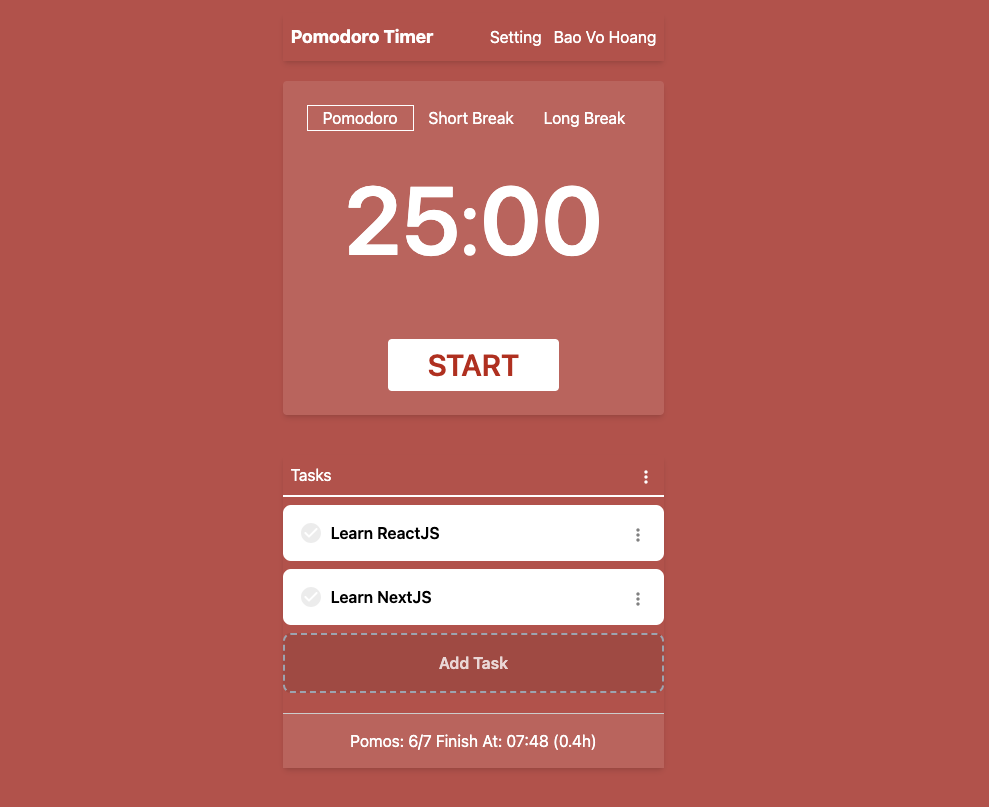 Pomodoro Timer Setting Bao Vo Hoang
Pomodoro Short Break Long Break
25:00
START
Tasks
Learn ReactJS
Learn NextJS
Add Task
Pomos: 6/7 Finish At: 07:48 (0.4h)